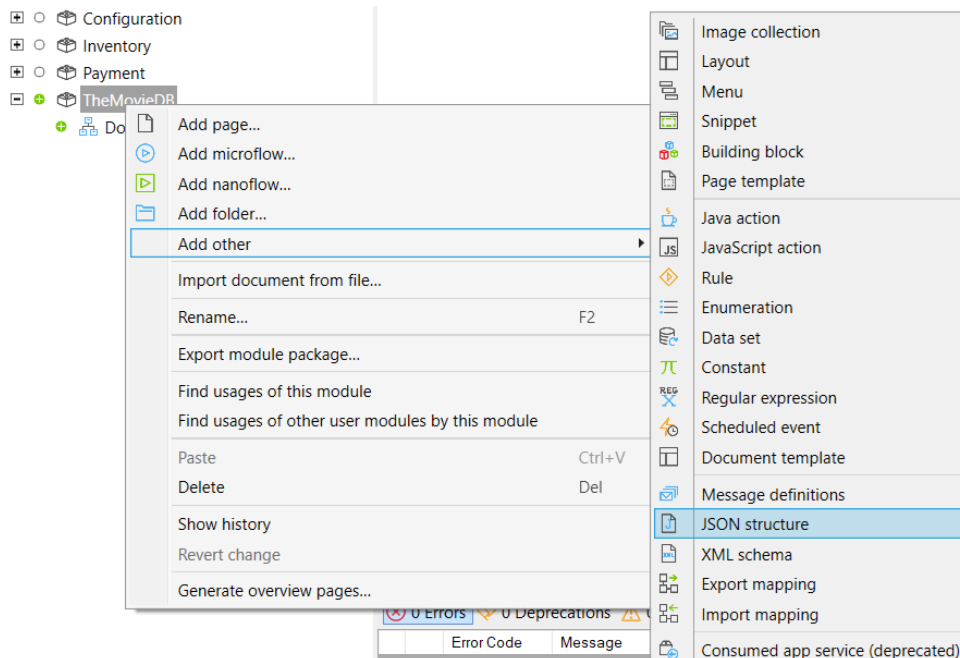 Configuration
Inventory
Payment
TheMovieDB
Do
Add page...
Add microflow...
Add nanoflow...
Add folder...
Add other
Import document from file...
Rename... F2
Export module package...
Find usages of this module
Find usages of other user modules by this module
Paste Ctrl+V
Delete Del
Show history
Revert change
Generate overview pages...
Image collection
Layout
Menu
Snippet
Building block
Page template
Java action
JS JavaScript action
Rule
Enumeration
Data set
Constant
REG Regular expression
Scheduled event
Document template
Message definitions
JSON structure
XML schema
Export mapping
Import mapping
Consumed app service (deprecated)
0 Errors 0 Deprecations
Error Code Message